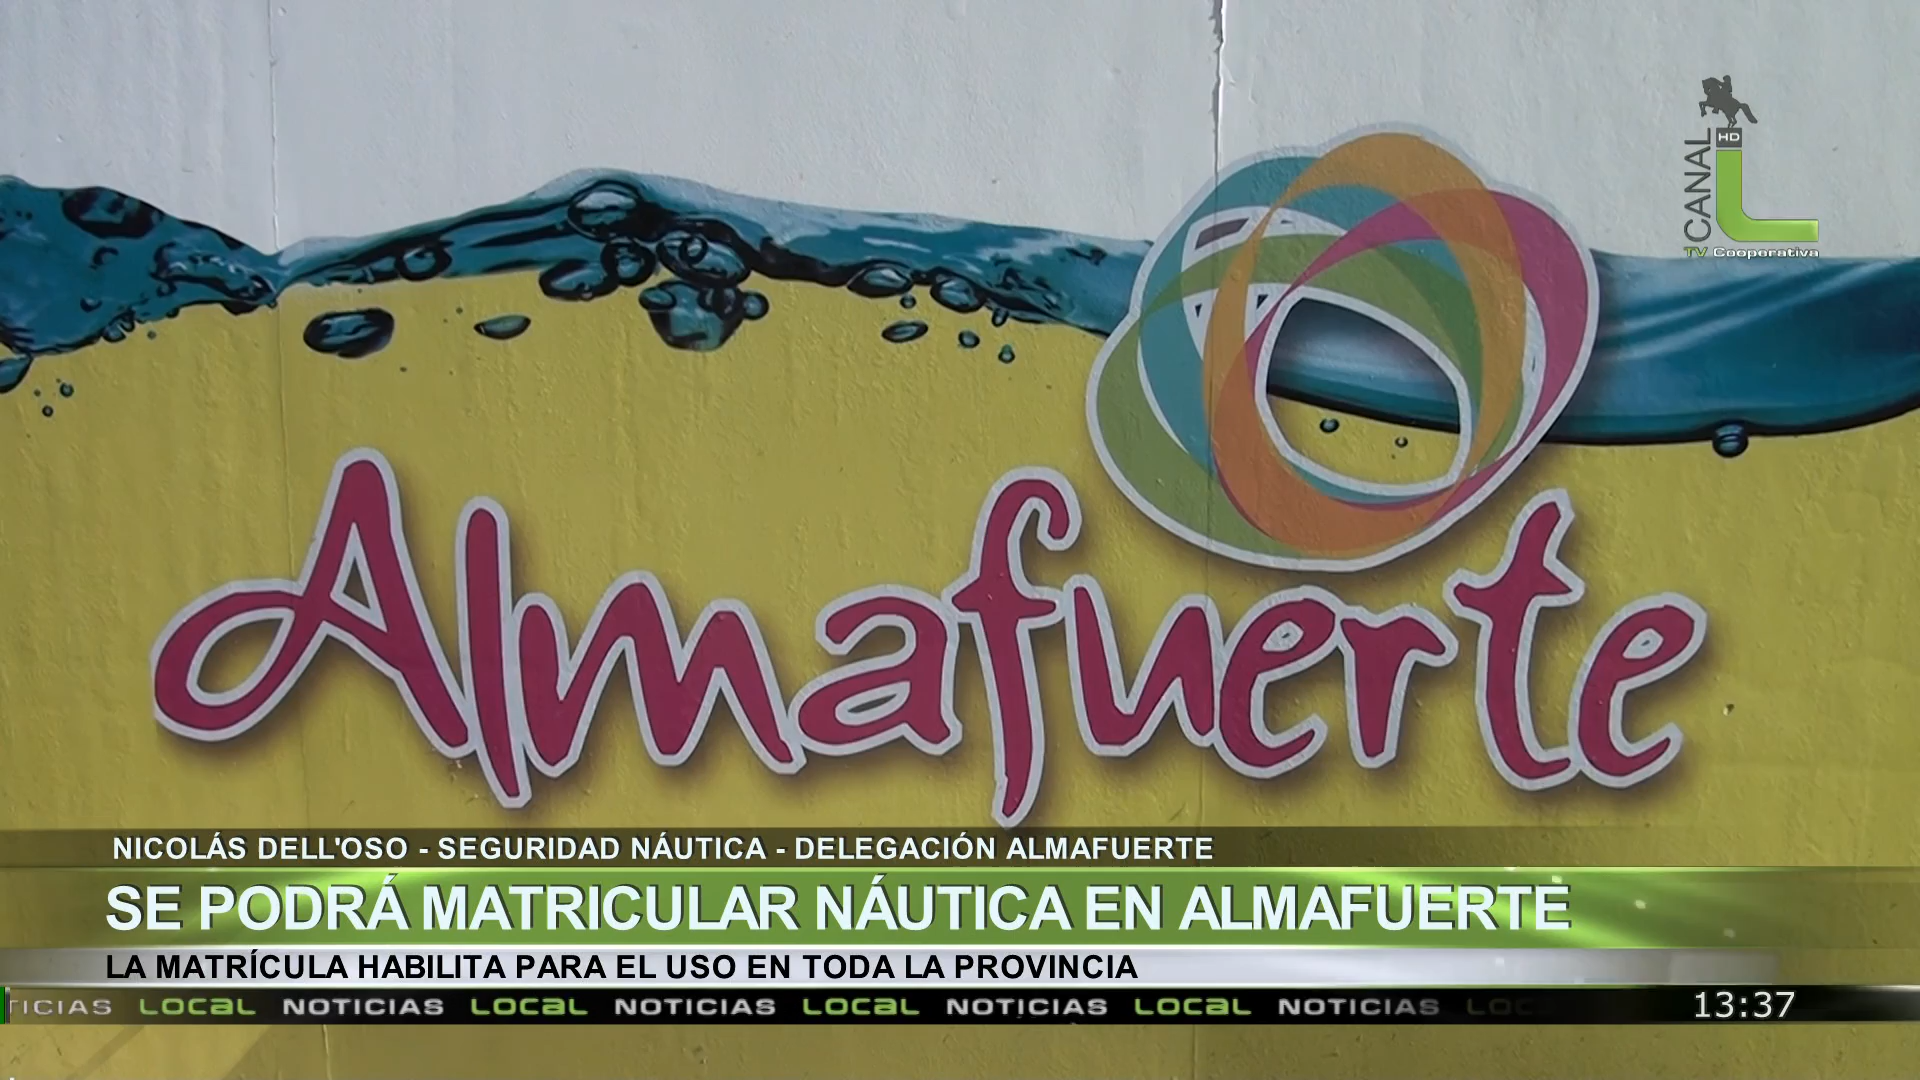 CANAL
HD
L
TV Cooperativa
Almafuerte
NICOLÁS DELL'OSO - SEGURIDAD NÁUTICA - DELEGACIÓN ALMAFUERTE
SE PODRÁ MATRICULAR NÁUTICA EN ALMAFUERTE
LA MATRÍCULA HABILITA PARA EL USO EN TODA LA PROVINCIA
TICIAS LOCAL NOTICIAS LOCAL NOTICIAS LOCAL NOTICIAS LOCAL NOTICIAS LOC
13:37